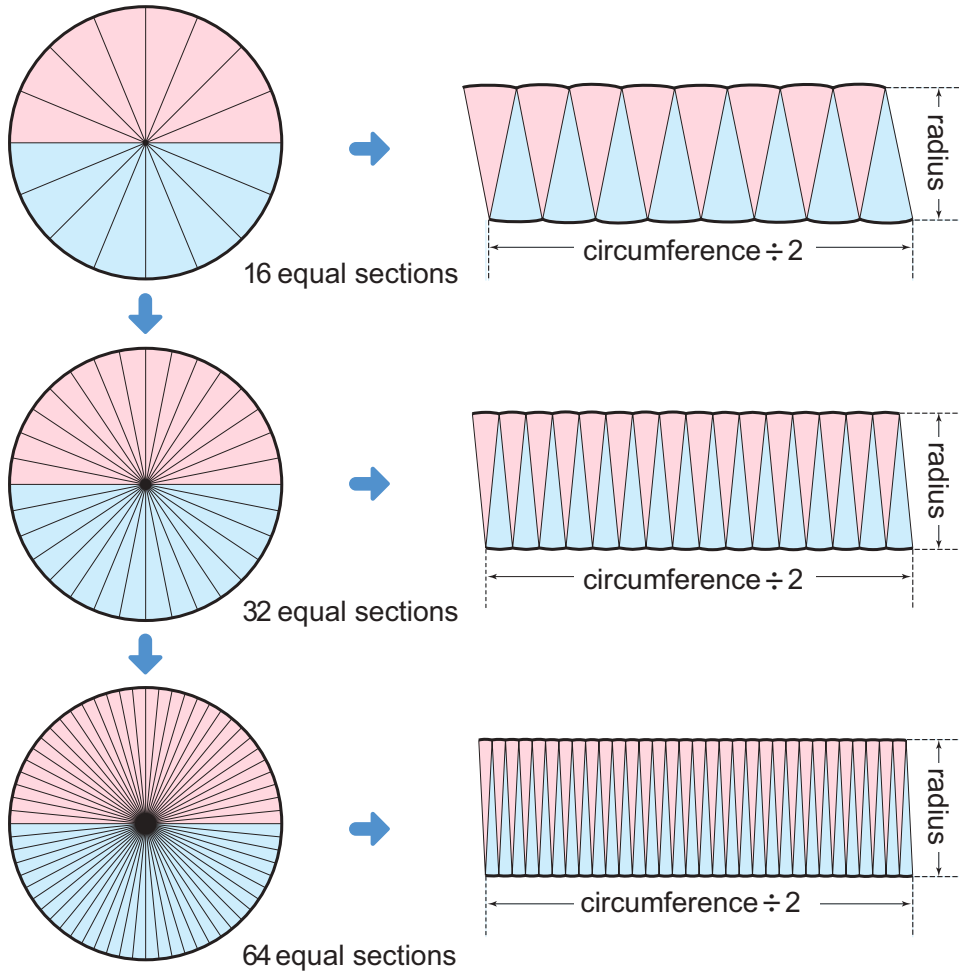 radius
circumference ÷ 2
16 equal sections
radius
circumference ÷ 2
32 equal sections
radius
circumference ÷ 2
64 equal sections